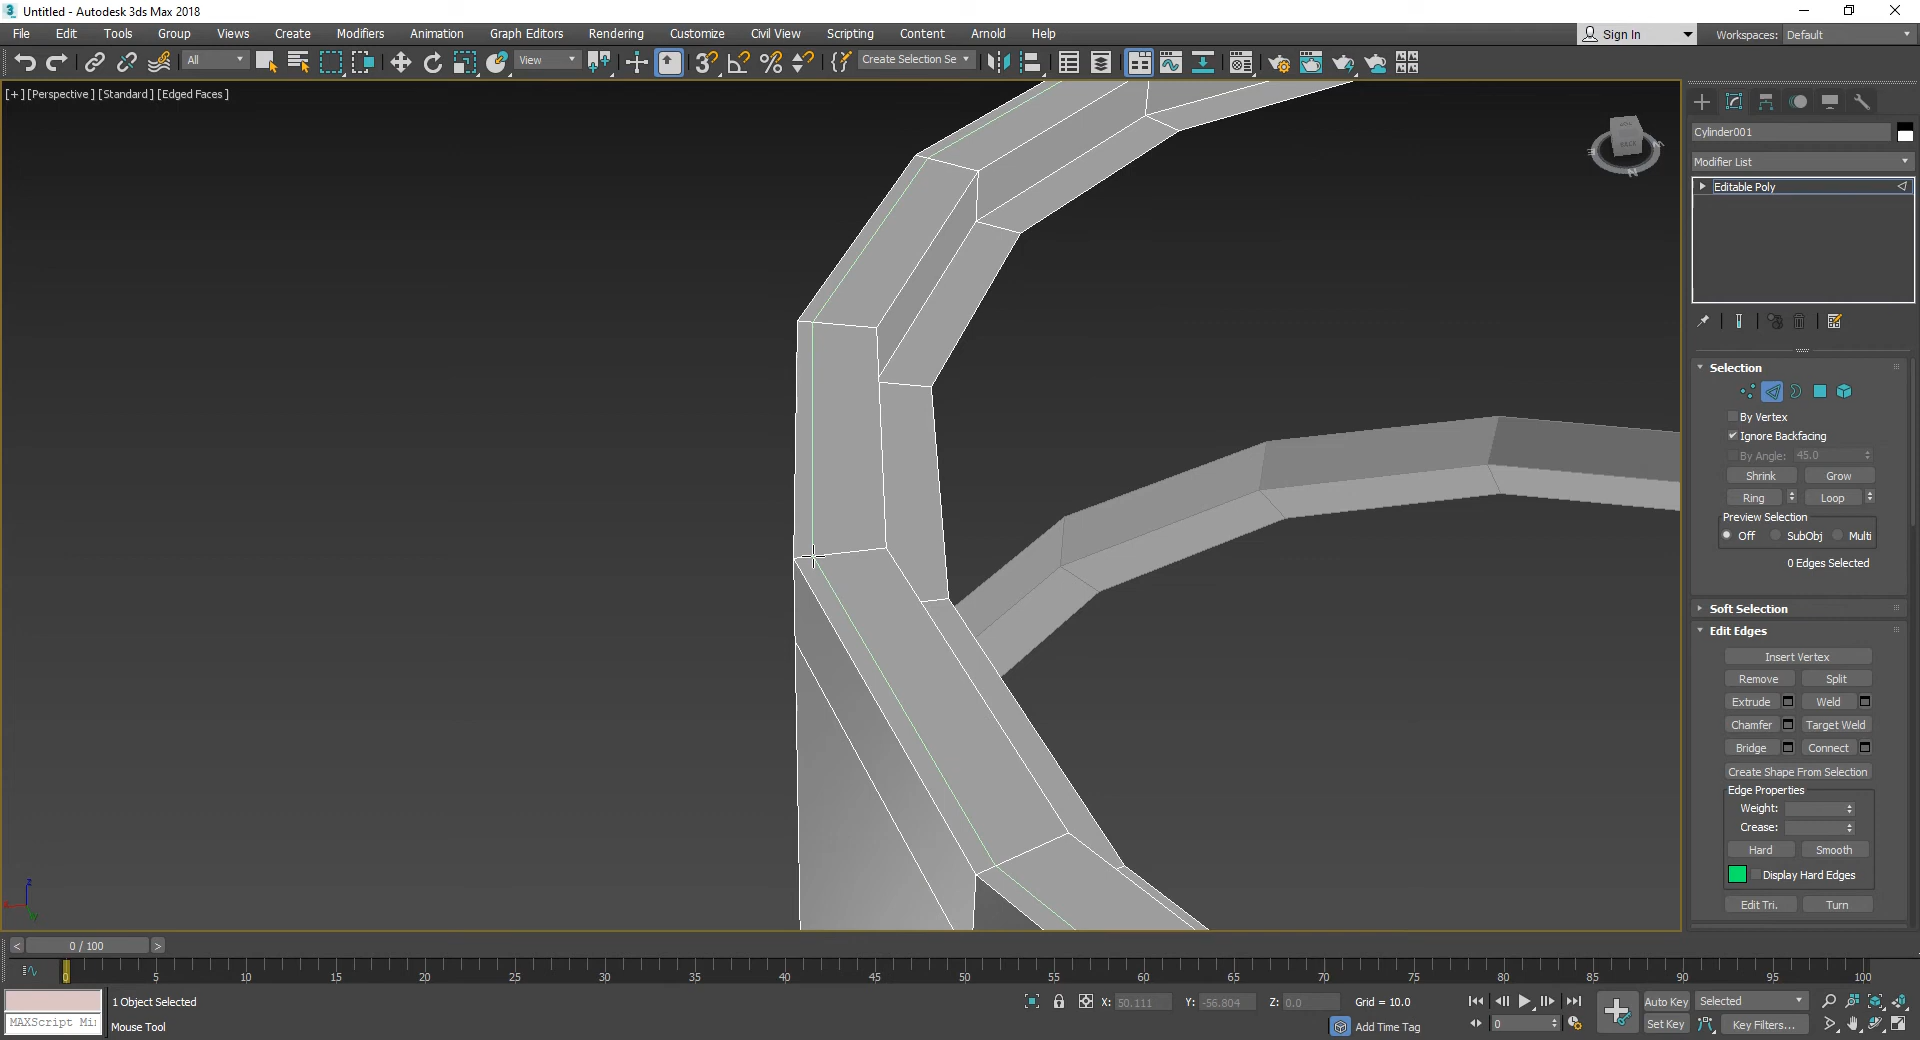 Untitled - Autodesk 3ds Max 2018
File Edit Tools Group Views Create Modifiers Animation Graph Editors Rendering Customize Civil View Scripting Content Arnold Help
Sign In
Workspaces: Default
All
View
Create Selection Se
[+] [Perspective] [Standard] [Edged Faces]
Cylinder001
Modifier List
Editable Poly
Selection
By Vertex
Ignore Backfacing
By Angle: 45.0
Shrink Grow
Ring Loop
Preview Selection
Off SubObj Multi
0 Edges Selected
Soft Selection
Edit Edges
Insert Vertex
Remove Split
Extrude Weld
Chamfer Target Weld
Bridge Connect
Create Shape From Selection
Edge Properties
Weight:
Crease:
Hard Smooth
Display Hard Edges
Edit Tri. Turn
< 0 / 100 >
0 5 10 15 20 25 30 35 40 45 50 55 60 65 70 75 80 85 90 95 100
1 Object Selected
X: 50.111 Y: -56.804 Z: 0.0 Grid = 10.0
Auto Key Selected
MAXScript Mi
Mouse Tool
Add Time Tag
0
Set Key Key Filters...